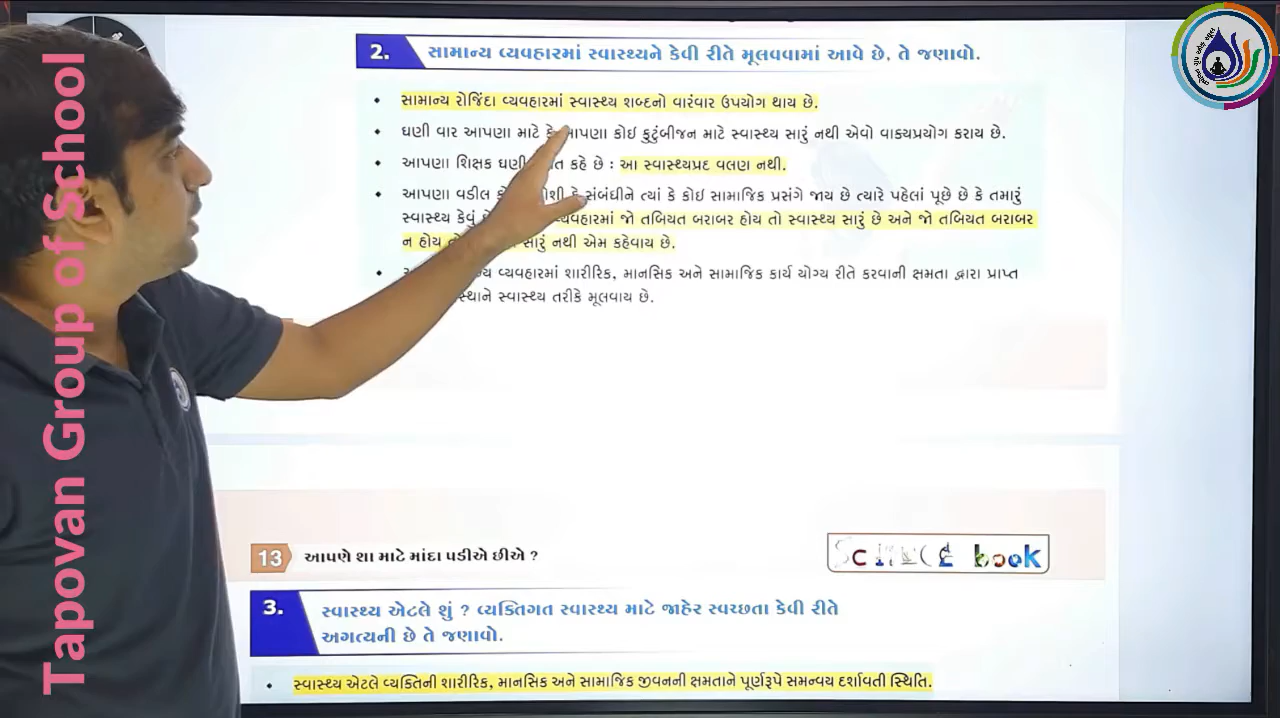 Tapovan Group of School
2. સામાન્ય વ્યવહારમાં સ્વાસ્થ્યને કેવી રીતે મૂલવવામાં આવે છે, તે જણાવો.
• સામાન્ય રોજિંદા વ્યવહારમાં સ્વાસ્થ્ય શબ્દનો વારંવાર ઉપયોગ થાય છે.
• ઘણી વાર આપણા માટે કે આપણા કોઈ કુટુંબીજન માટે સ્વાસ્થ્ય સારું નથી એવો વાક્યપ્રયોગ કરાય છે.
• આપણા શિક્ષક ઘણી કહે છે : આ સ્વાસ્થ્યપ્રદ વલણ નથી.
• આપણા વડીલ કે સંબંધીને ત્યાં કે કોઈ સામાજિક પ્રસંગે જાય છે ત્યારે પહેલાં પૂછે છે કે તમારું
સ્વાસ્થ્ય કેવું વ્યવહારમાં જો તબિયત બરાબર હોય તો સ્વાસ્થ્ય સારું છે અને જો તબિયત બરાબર
ન હોય સારું નથી એમ કહેવાય છે.
• વ્યવહારમાં શારીરિક, માનસિક અને સામાજિક કાર્ય યોગ્ય રીતે કરવાની ક્ષમતા દ્વારા પ્રાપ્ત
સ્વાસ્થ્ય તરીકે મૂલવાય છે.
13 આપણે શા માટે માંદા પડીએ છીએ ?
SCIENCE book
3. સ્વાસ્થ્ય એટલે શું ? વ્યક્તિગત સ્વાસ્થ્ય માટે જાહેર સ્વચ્છતા કેવી રીતે
અગત્યની છે તે જણાવો.
• સ્વાસ્થ્ય એટલે વ્યક્તિની શારીરિક, માનસિક અને સામાજિક જીવનની ક્ષમતાને પૂર્ણરૂપે સમન્વય દર્શાવતી સ્થિતિ.